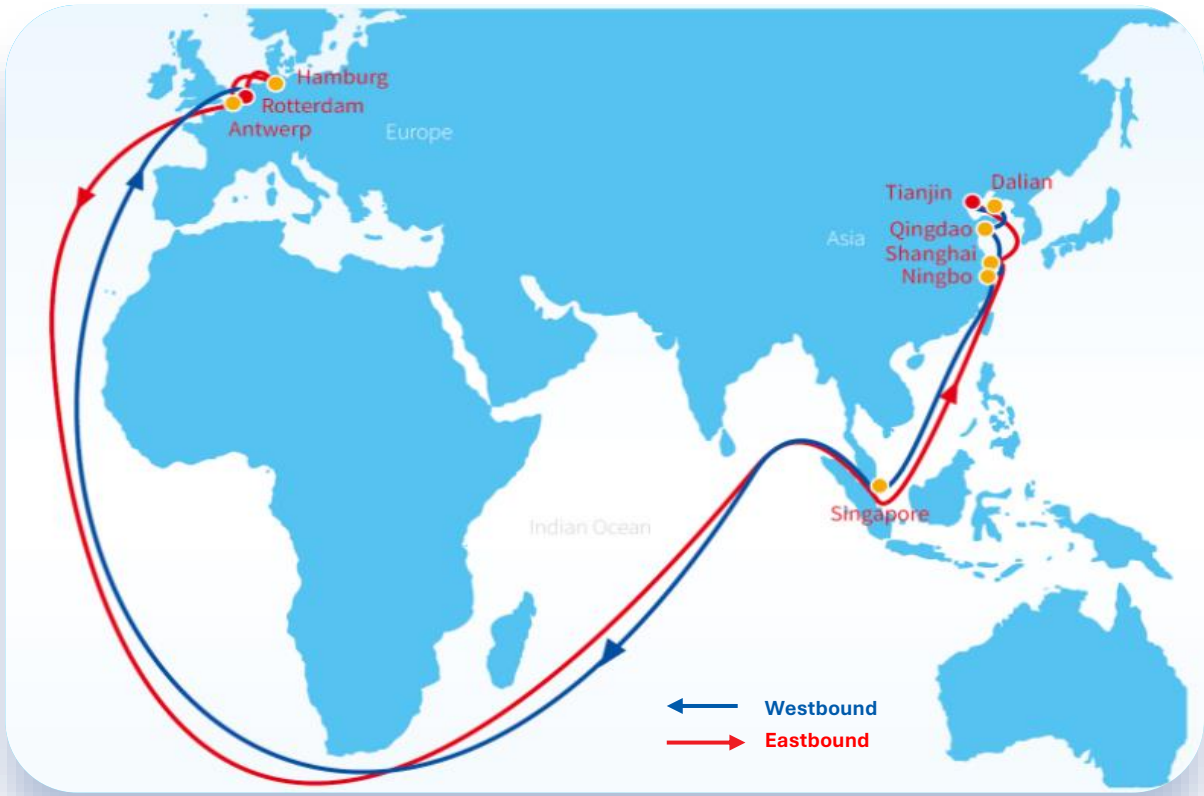 Hamburg
Rotterdam
Antwerp
Europe
Tianjin
Dalian
Qingdao
Asia
Shanghai
Ningbo
Singapore
Indian Ocean
Westbound
Eastbound